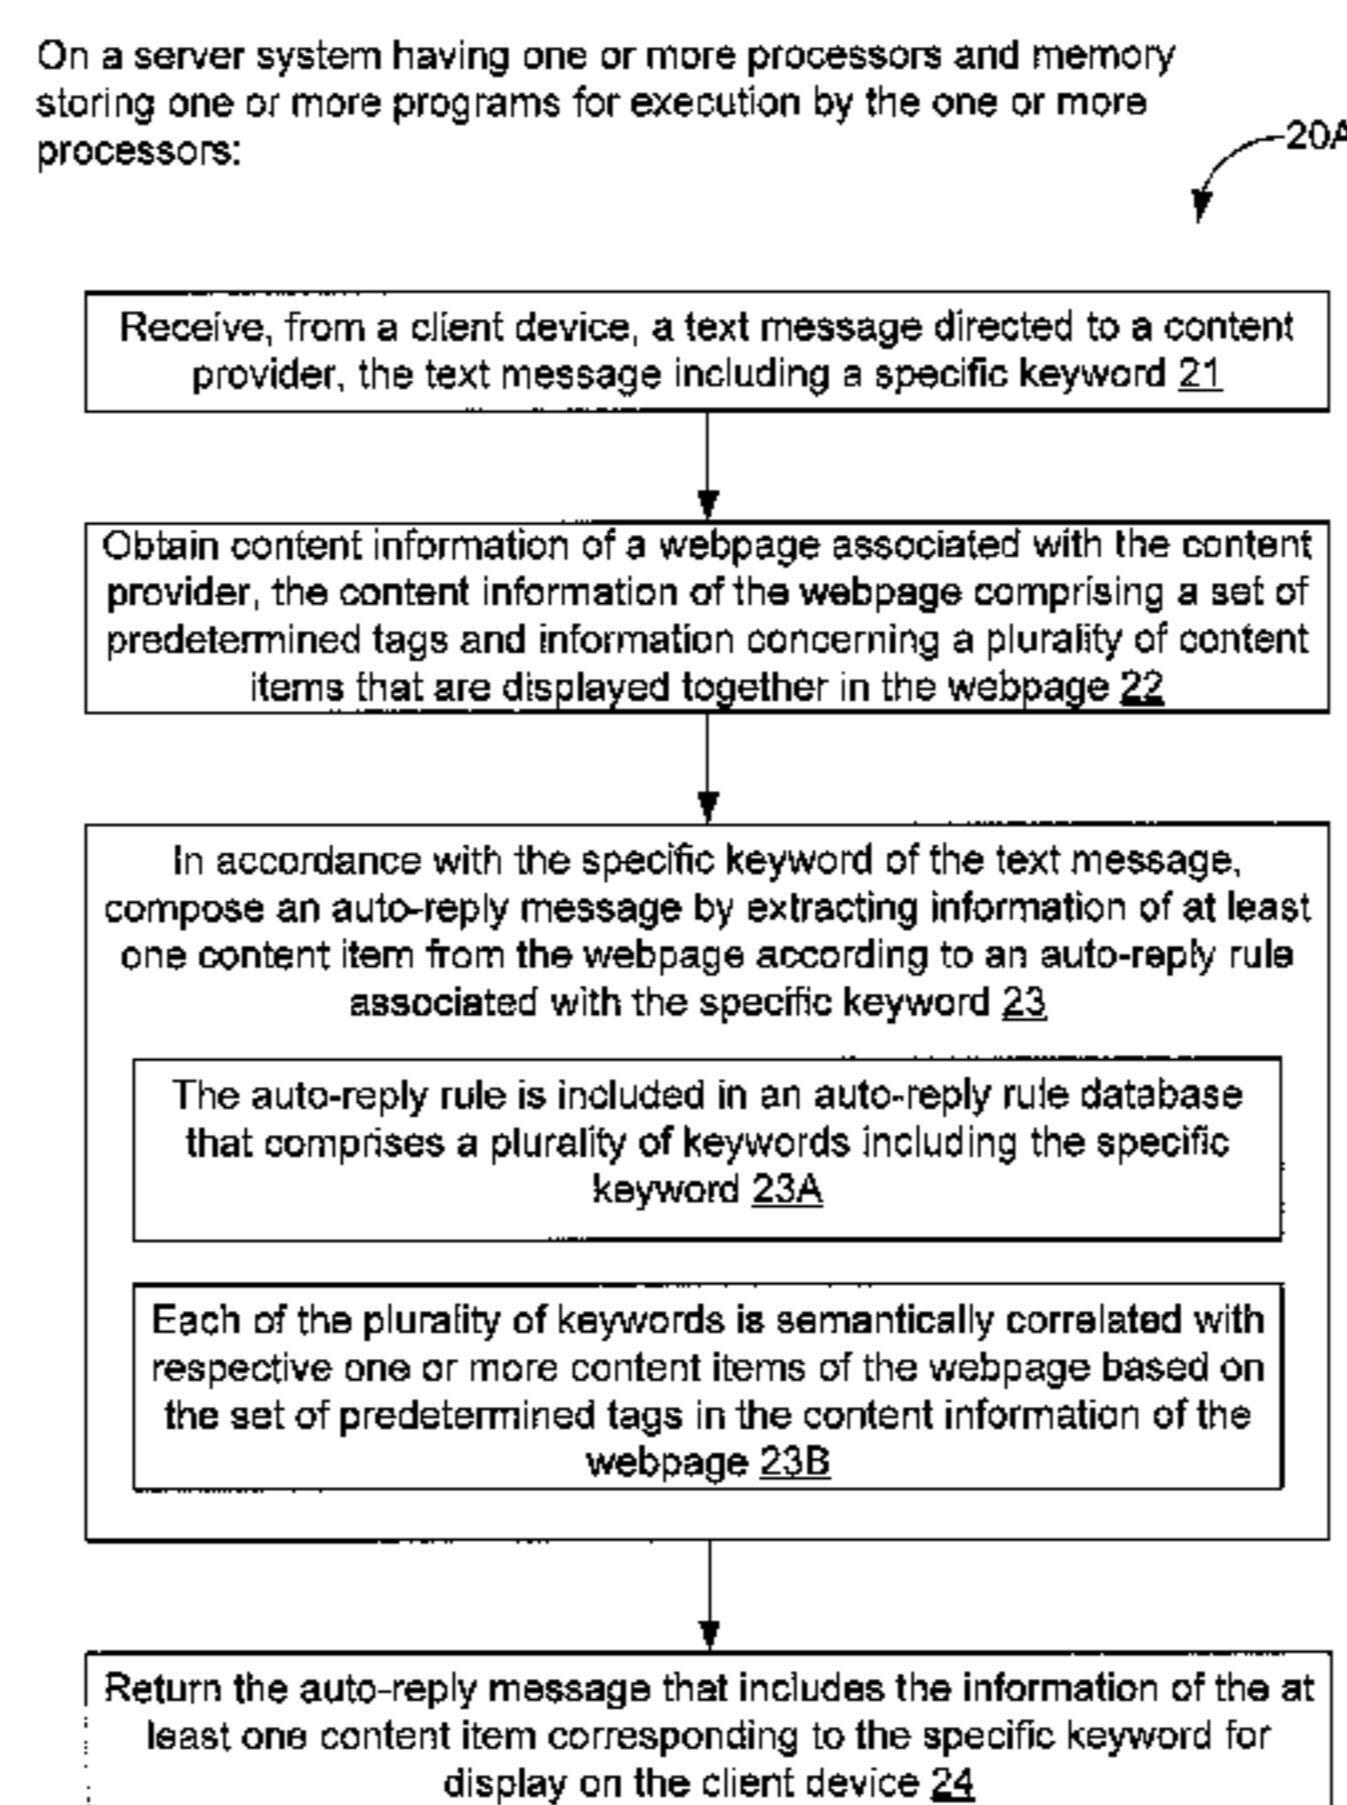 On a server system having one or more processors and memory
storing one or more programs for execution by the one or more
processors:
20A
Receive, from a client device, a text message directed to a content
provider, the text message including a specific keyword 21
Obtain content information of a webpage associated with the content
provider, the content information of the webpage comprising a set of
predetermined tags and information concerning a plurality of content
items that are displayed together in the webpage 22
In accordance with the specific keyword of the text message,
compose an auto-reply message by extracting information of at least
one content item from the webpage according to an auto-reply rule
associated with the specific keyword 23
The auto-reply rule is included in an auto-reply rule database
that comprises a plurality of keywords including the specific
keyword 23A
Each of the plurality of keywords is semantically correlated with
respective one or more content items of the webpage based on
the set of predetermined tags in the content information of the
webpage 23B
Return the auto-reply message that includes the information of the at
least one content item corresponding to the specific keyword for
display on the client device 24